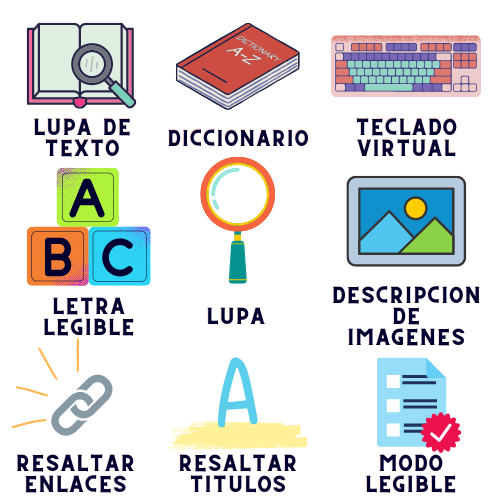 DICTIONARY
A-Z
LUPA DE
TEXTO
DICCIONARIO
TECLADO
VIRTUAL
A
B C
LETRA
LEGIBLE
LUPA
DESCRIPCION
DE
IMAGENES
A
RESALTAR
ENLACES
RESALTAR
TITULOS
MODO
LEGIBLE